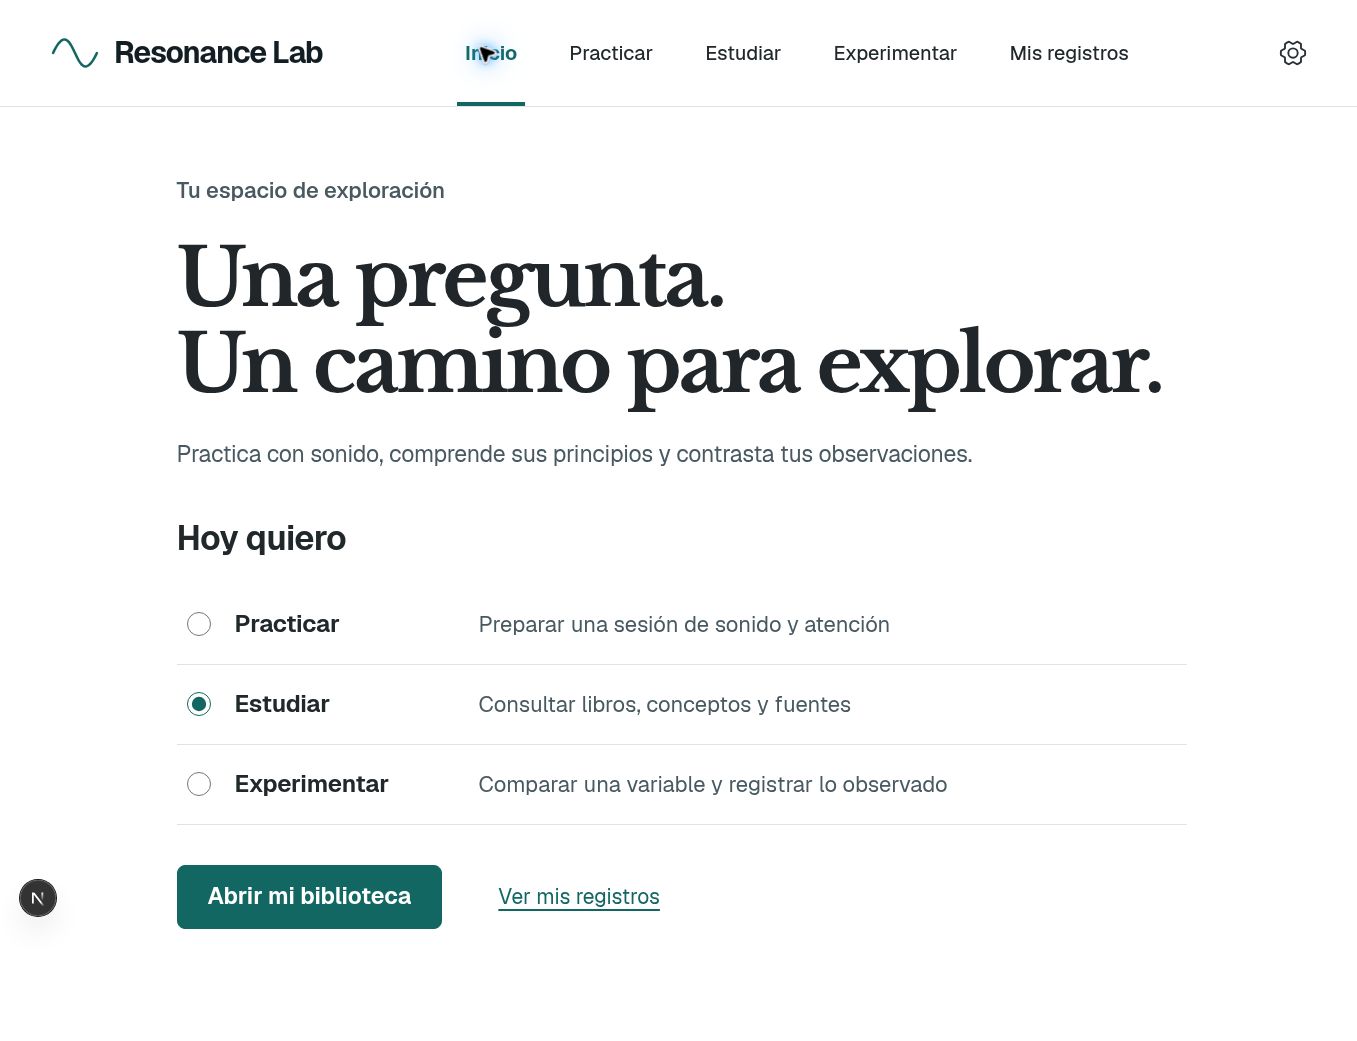 Resonance Lab
Inicio
Practicar
Estudiar
Experimentar
Mis registros
Tu espacio de exploración
Una pregunta.
Un camino para explorar.
Practica con sonido, comprende sus principios y contrasta tus observaciones.
Hoy quiero
Practicar
Preparar una sesión de sonido y atención
Estudiar
Consultar libros, conceptos y fuentes
Experimentar
Comparar una variable y registrar lo observado
Abrir mi biblioteca
Ver mis registros
N